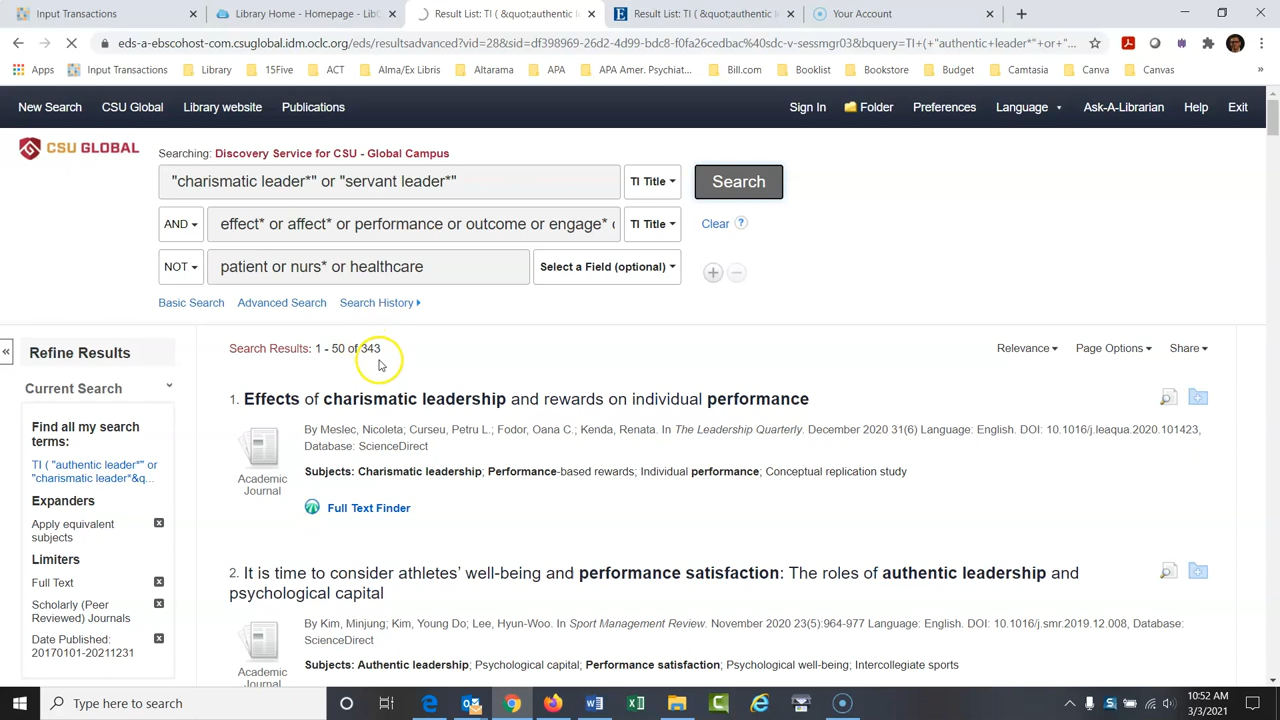 Input Transactions
Library Home - Homepage - LibG
Result List: TI ( &quot;authentic l
Result List: TI ( &quot;authentic le
Your Account
eds-a-ebscohost-com.csuglobal.idm.oclc.org/eds/resultsadvanced?vid=28&sid=df398969-26d2-4d99-bdc8-f0fa26cedbac%40sdc-v-sessmgr03&bquery=TI+(+"authentic+leader*"+or+"...
Apps
Input Transactions
Library
15Five
ACT
Alma/Ex Libris
Altarama
APA
APA Amer. Psychiat...
Bill.com
Booklist
Bookstore
Budget
Camtasia
Canva
Canvas
New Search CSU Global Library website Publications Sign In Folder Preferences Language Ask-A-Librarian Help Exit
CSU GLOBAL
Searching: Discovery Service for CSU - Global Campus
"charismatic leader*" or "servant leader*" TI Title Search
AND effect* or affect* or performance or outcome or engage* TI Title Clear ?
NOT patient or nurs* or healthcare Select a Field (optional)
Basic Search Advanced Search Search History
Refine Results
Current Search
Find all my search
terms:
TI ( "authentic leader*" or
"charismatic leader*&q...
Expanders
Apply equivalent
subjects
Limiters
Full Text
Scholarly (Peer
Reviewed) Journals
Date Published:
20170101-20211231
Search Results: 1 - 50 of 343 Relevance Page Options Share
1. Effects of charismatic leadership and rewards on individual performance
By Meslec, Nicoleta; Curseu, Petru L.; Fodor, Oana C.; Kenda, Renata. In The Leadership Quarterly. December 2020 31(6) Language: English. DOI: 10.1016/j.leaqua.2020.101423,
Database: ScienceDirect
Academic
Journal
Subjects: Charismatic leadership; Performance-based rewards; Individual performance; Conceptual replication study
Full Text Finder
2. It is time to consider athletes' well-being and performance satisfaction: The roles of authentic leadership and
psychological capital
By Kim, Minjung; Kim, Young Do; Lee, Hyun-Woo. In Sport Management Review. November 2020 23(5):964-977 Language: English. DOI: 10.1016/j.smr.2019.12.008, Database:
ScienceDirect
Academic
Subjects: Authentic leadership; Psychological capital; Performance satisfaction; Psychological well-being; Intercollegiate sports
Type here to search
10:52 AM
3/3/2021